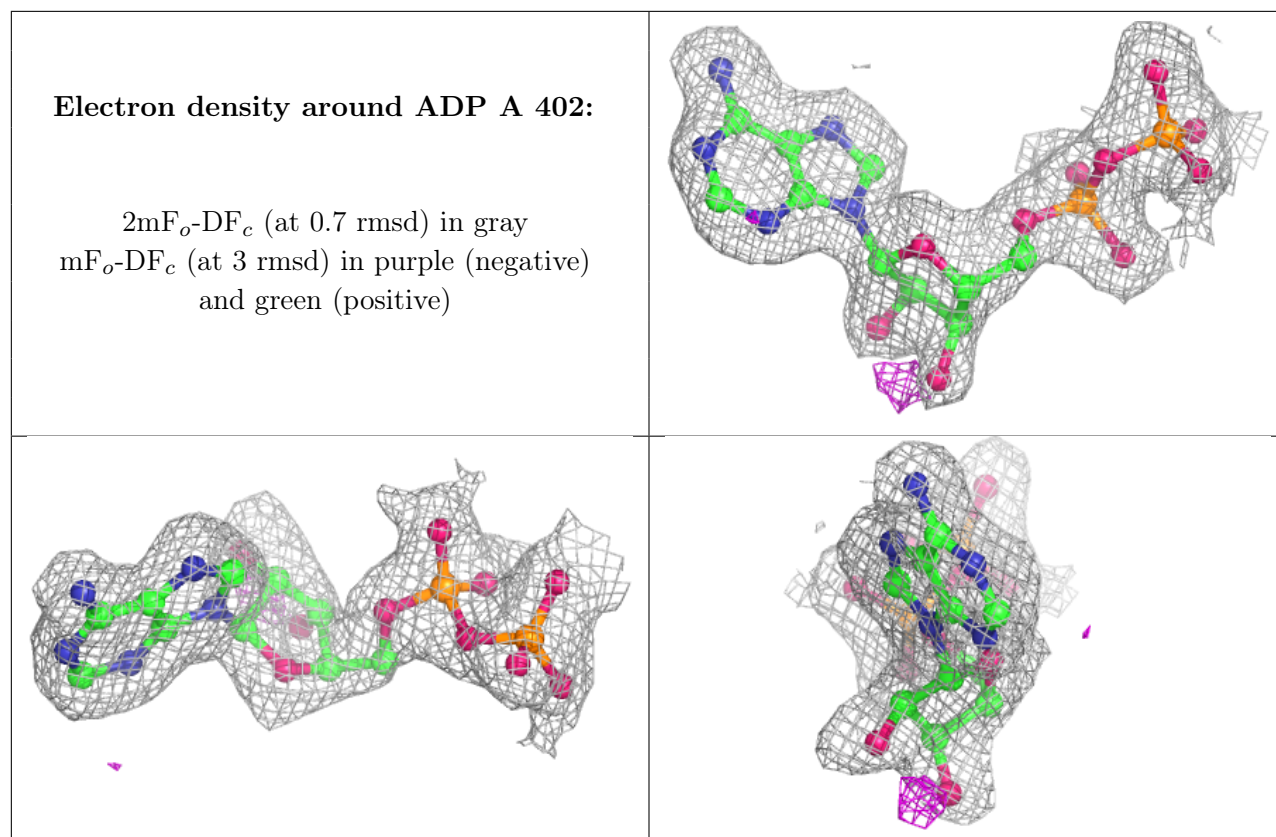 Electron density around ADP A 402:
2mFo-DFc (at 0.7 rmsd) in gray
mFo-DFc (at 3 rmsd) in purple (negative)
and green (positive)